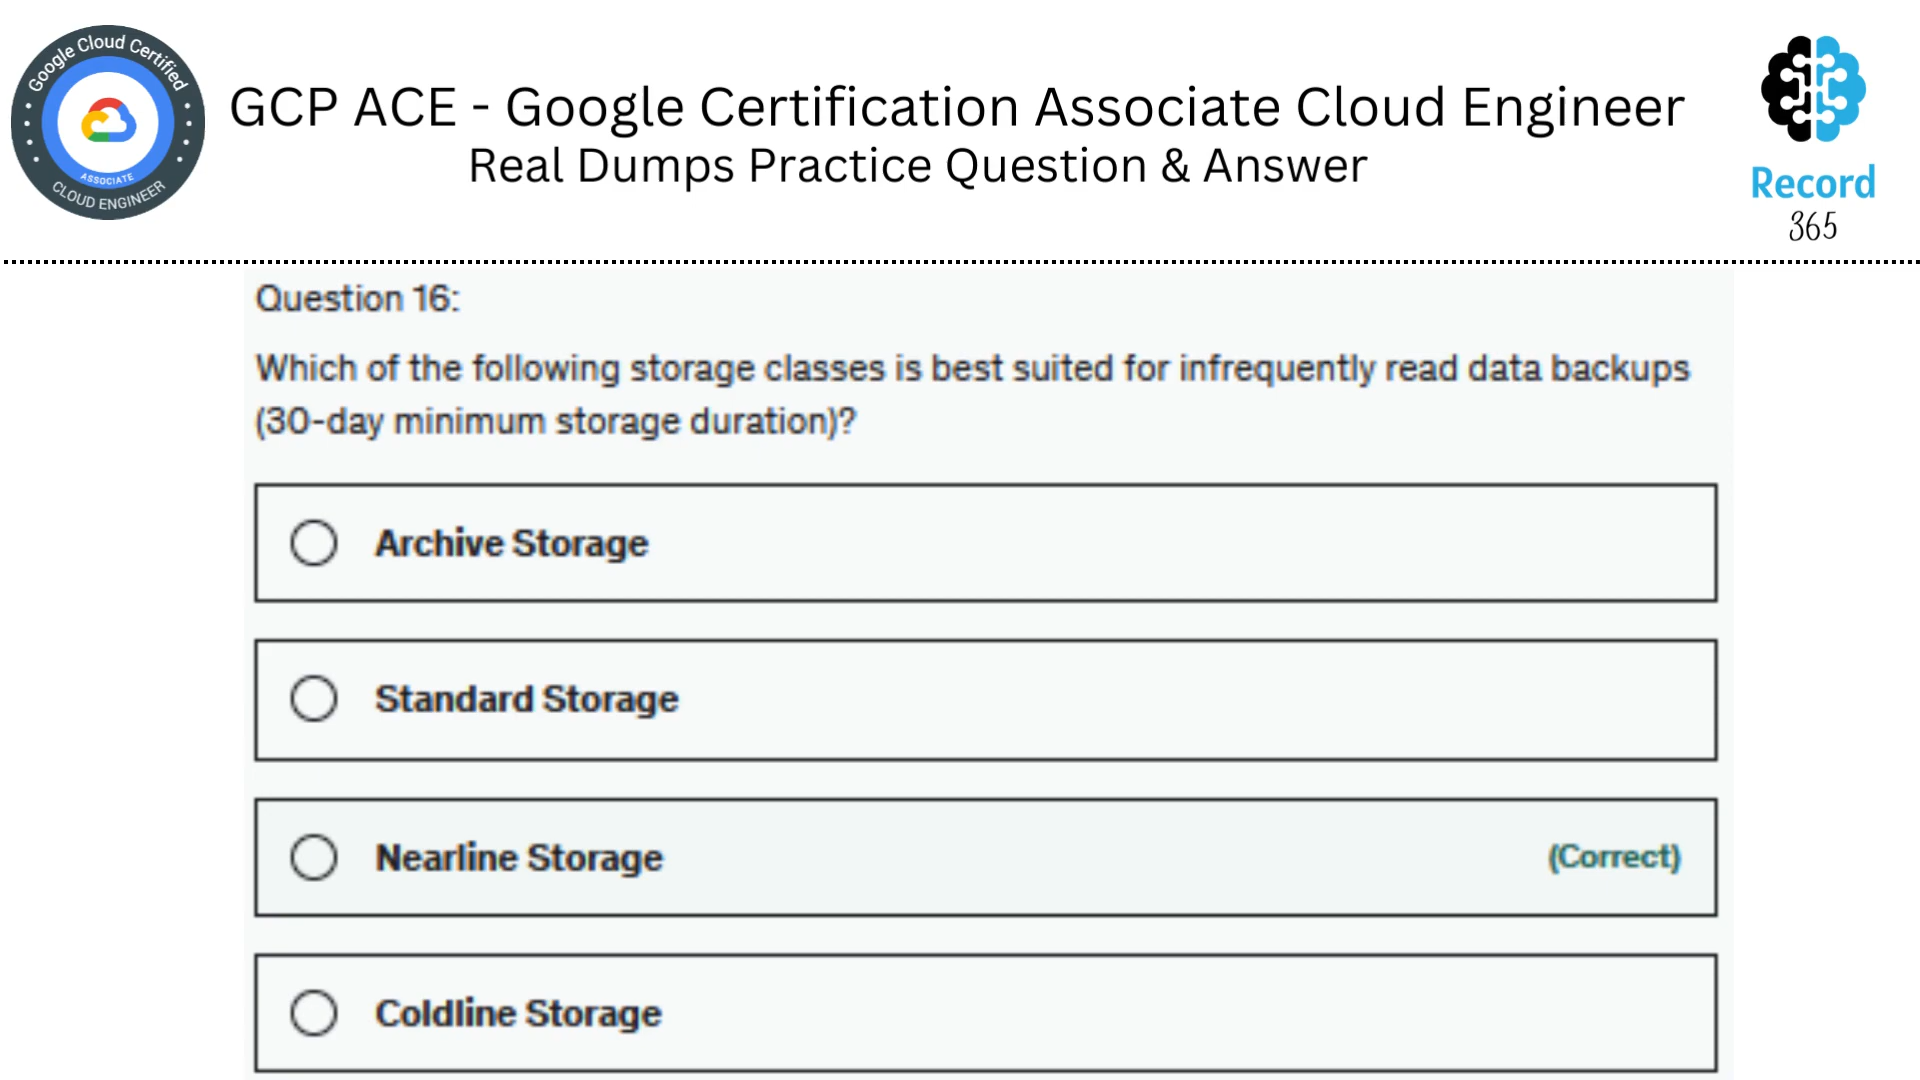 Google Cloud Certified
ASSOCIATE
CLOUD ENGINEER
GCP ACE - Google Certification Associate Cloud Engineer
Real Dumps Practice Question & Answer
Record
365
Question 16:
Which of the following storage classes is best suited for infrequently read data backups
(30-day minimum storage duration)?
Archive Storage
Standard Storage
Nearline Storage (Correct)
Coldline Storage